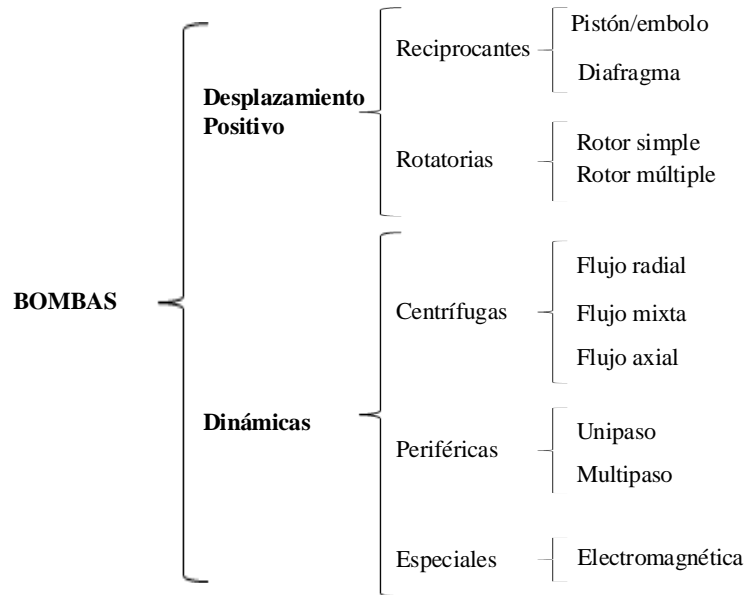 BOMBAS
Desplazamiento
Positivo
Reciprocantes
Pistón/embolo
Diafragma
Rotatorias
Rotor simple
Rotor múltiple
Dinámicas
Centrífugas
Flujo radial
Flujo mixta
Flujo axial
Periféricas
Unipaso
Multipaso
Especiales
Electromagnética